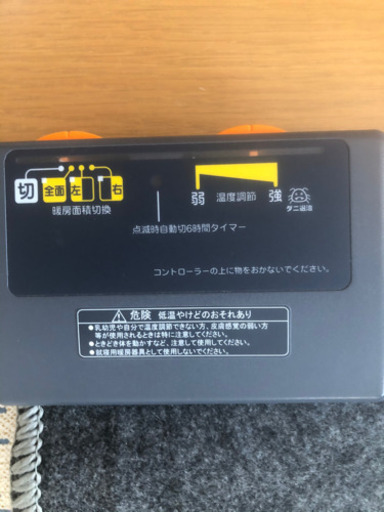 切 全面 左 右
暖房面積切換
弱 温度調節 強
ダニ退治
点滅時自動切6時間タイマー
コントローラーの上に物をおかないでください。
危険 低温やけどのおそれあり
●乳幼児や自分で温度調節できない方、皮膚感覚の弱い方
等が使用されるときは特に注意してください。
●ときどき体を動かすなど、注意して使用してください。
●就寝用暖房器具として使用しないでください。